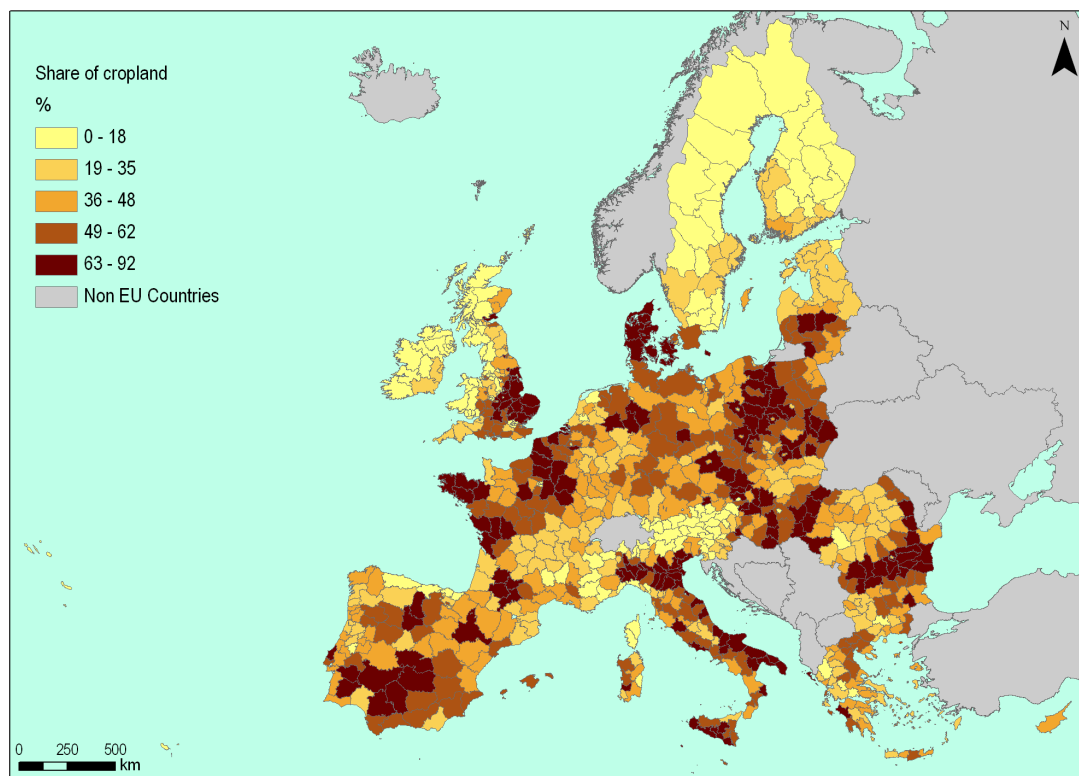 N
Share of cropland
%
0 - 18
19 - 35
36 - 48
49 - 62
63 - 92
Non EU Countries
0 250 500
km